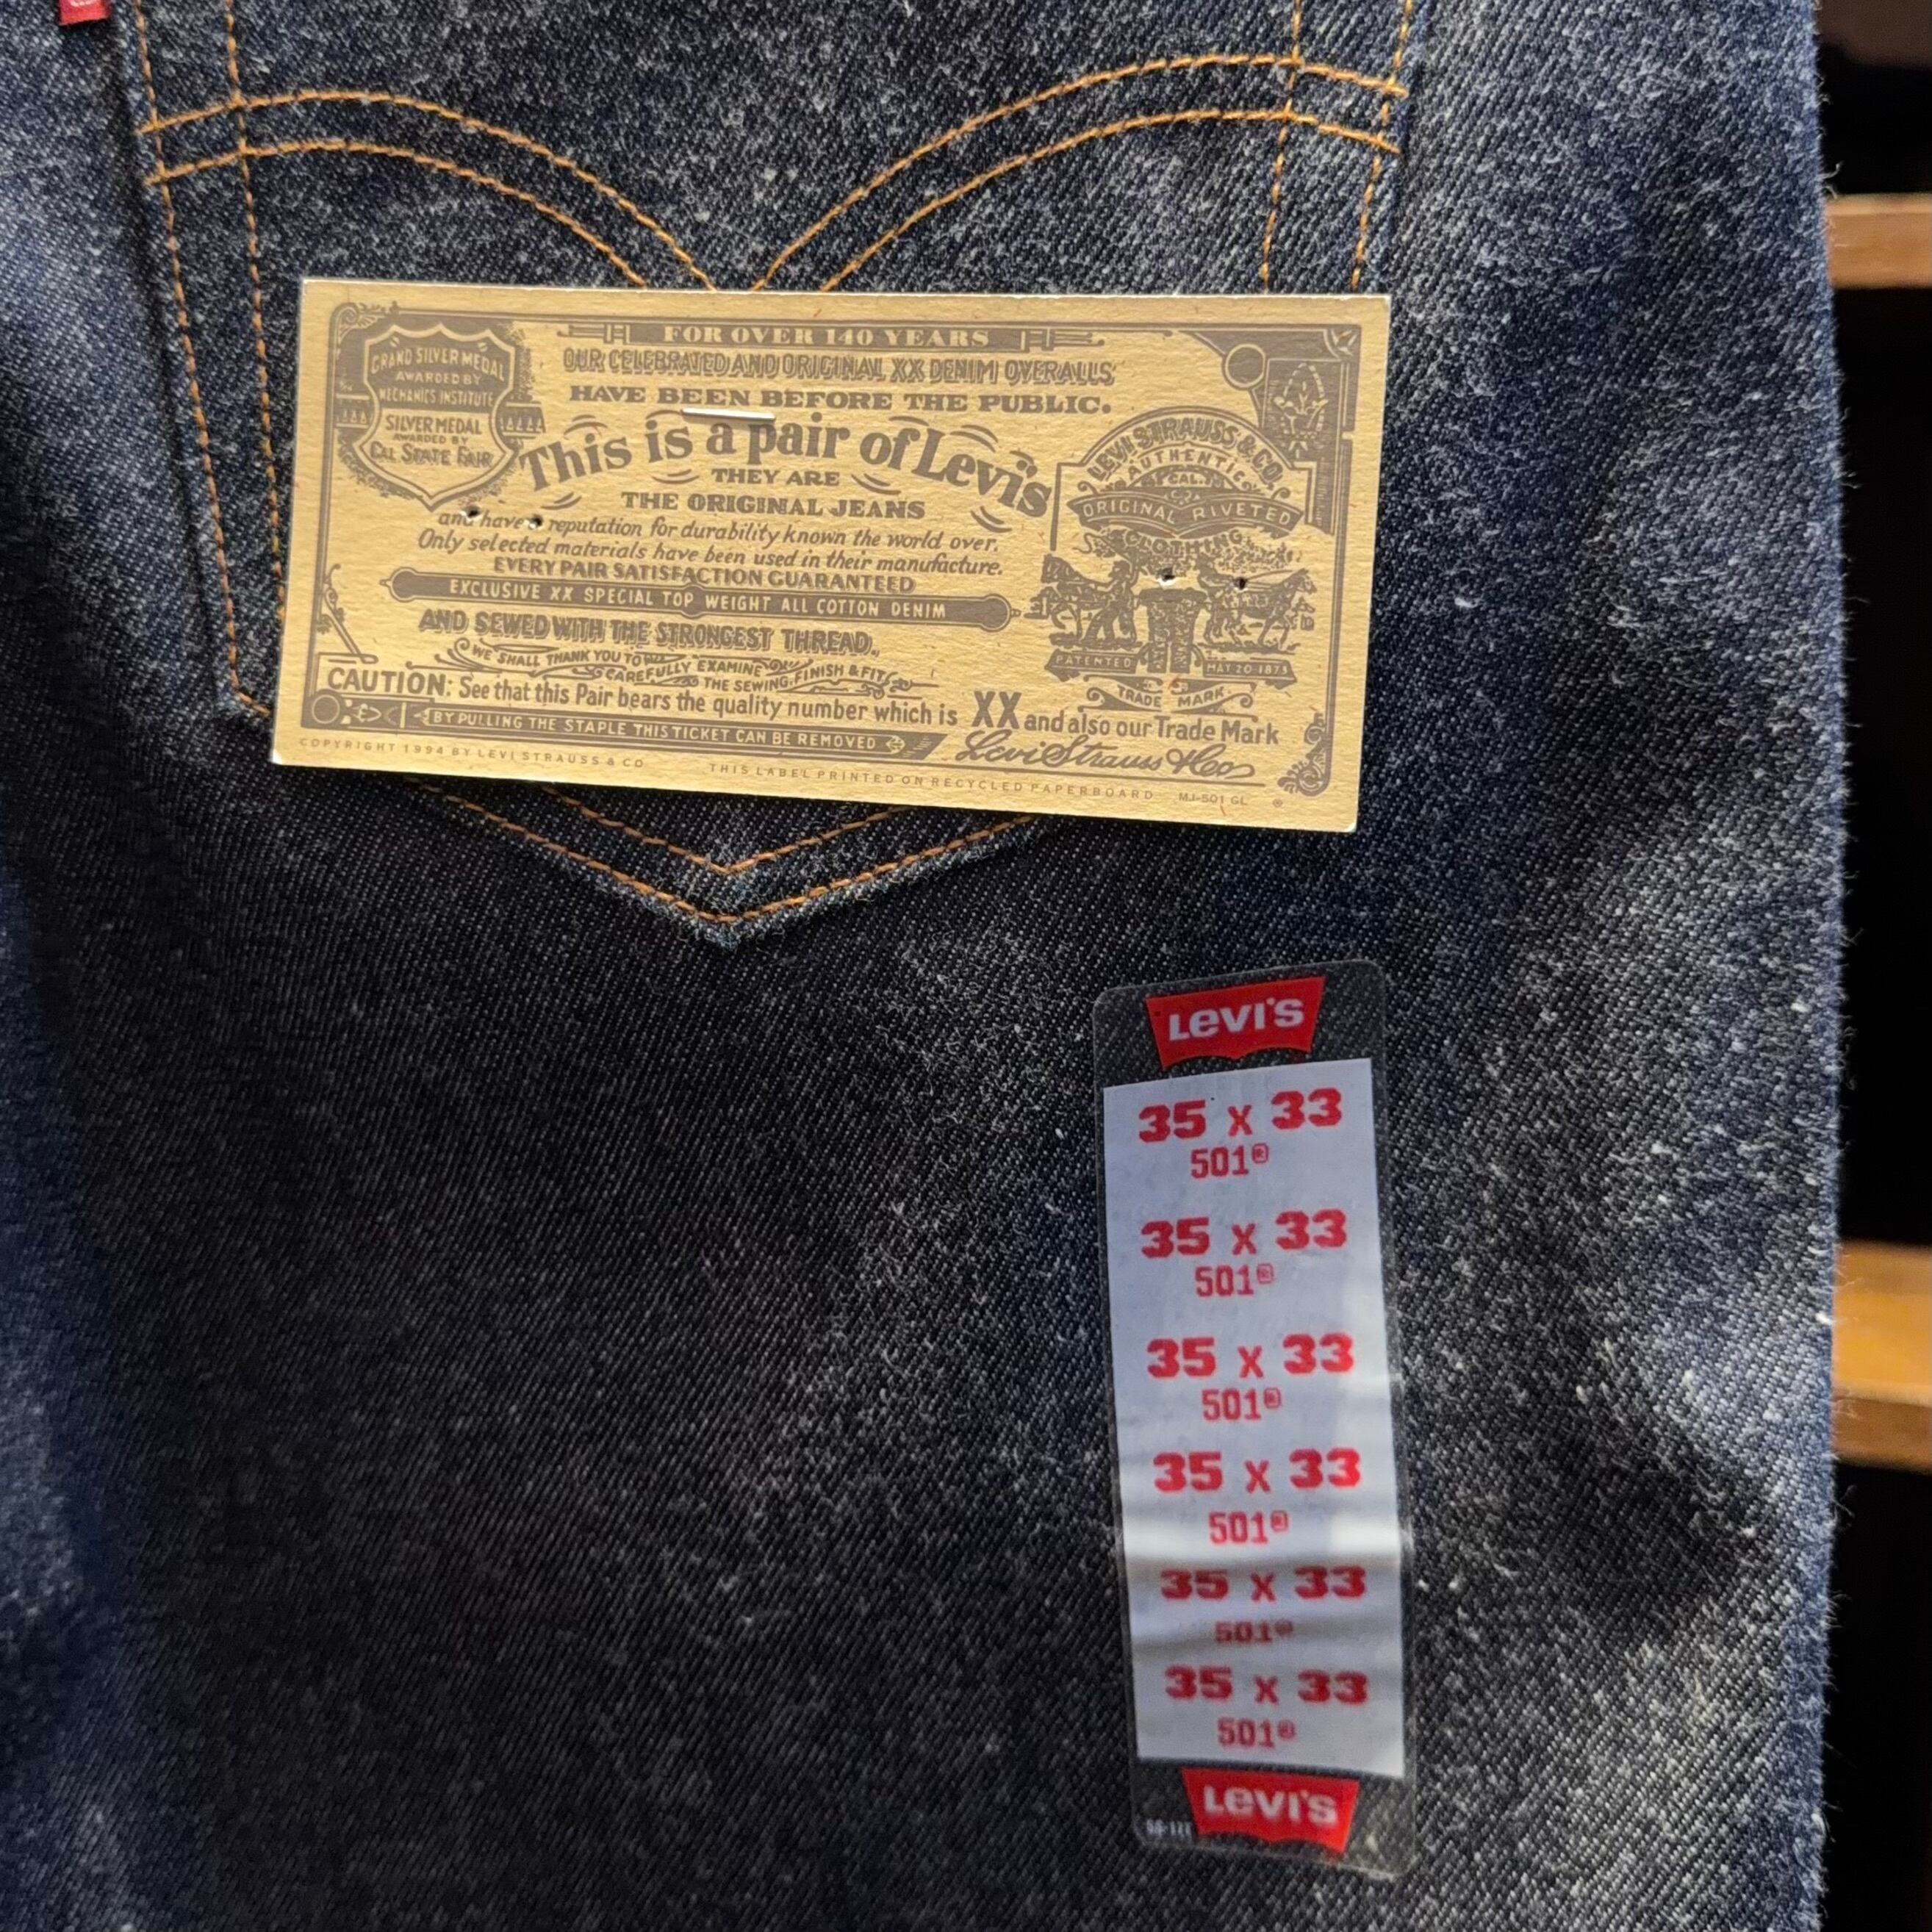 GRAND SILVER MEDAL
AWARDED BY
MECHANICS INSTITUTE
SILVER MEDAL
AWARDED BY
CAL STATE FAIR
FOR OVER 140 YEARS
OUR CELEBRATED AND ORIGINAL XX DENIM OVERALLS
HAVE BEEN BEFORE THE PUBLIC.
This is a pair of Levi's
THEY ARE
THE ORIGINAL JEANS
and have a reputation for durability known the world over.
Only selected materials have been used in their manufacture.
EVERY PAIR SATISFACTION GUARANTEED
EXCLUSIVE XX SPECIAL TOP WEIGHT ALL COTTON DENIM
AND SEWED WITH THE STRONGEST THREAD.
WE SHALL THANK YOU TO
CAREFULLY EXAMINE
THE SEWING, FINISH & FIT
LEVI STRAUSS & CO.
AUTHENTIC
CAL.
ORIGINAL RIVETED
CLOTHING
PATENTED MAY 20 1873
TRADE MARK
CAUTION: See that this Pair bears the quality number which is XX and also our Trade Mark
BY PULLING THE STAPLE THIS TICKET CAN BE REMOVED
Levi Strauss & Co
COPYRIGHT 1994 BY LEVI STRAUSS & CO
THIS LABEL PRINTED ON RECYCLED PAPERBOARD MJ-501 GL ®
LEVI'S
35 x 33
501®
35 x 33
501®
35 x 33
501®
35 x 33
501®
35 x 33
501®
35 x 33
501®
LEVI'S